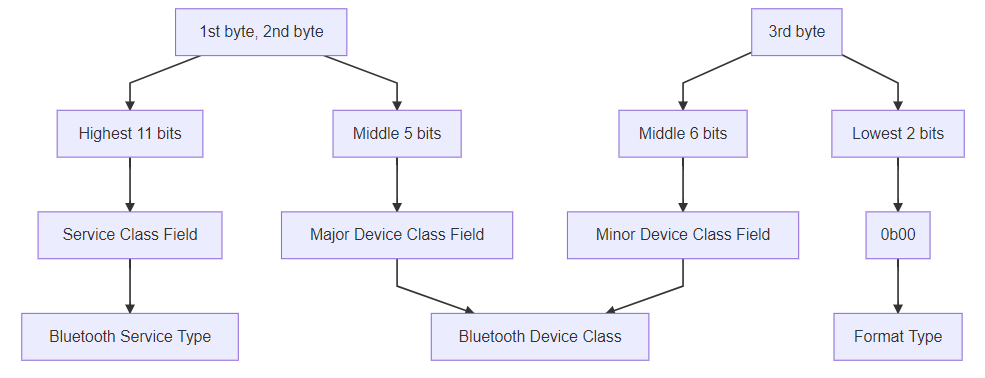 1st byte, 2nd byte
3rd byte
Highest 11 bits
Middle 5 bits
Middle 6 bits
Lowest 2 bits
Service Class Field
Major Device Class Field
Minor Device Class Field
0b00
Bluetooth Service Type
Bluetooth Device Class
Format Type